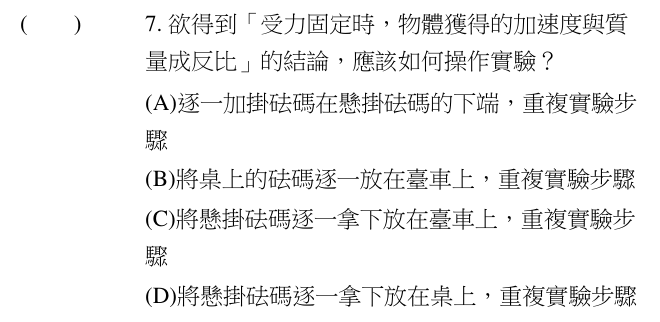 (　　) 7. 欲得到「受力固定時，物體獲得的加速度與質
量成反比」的結論，應該如何操作實驗？
(A)逐一加掛砝碼在懸掛砝碼的下端，重複實驗步
驟
(B)將桌上的砝碼逐一放在臺車上，重複實驗步驟
(C)將懸掛砝碼逐一拿下放在臺車上，重複實驗步
驟
(D)將懸掛砝碼逐一拿下放在桌上，重複實驗步驟